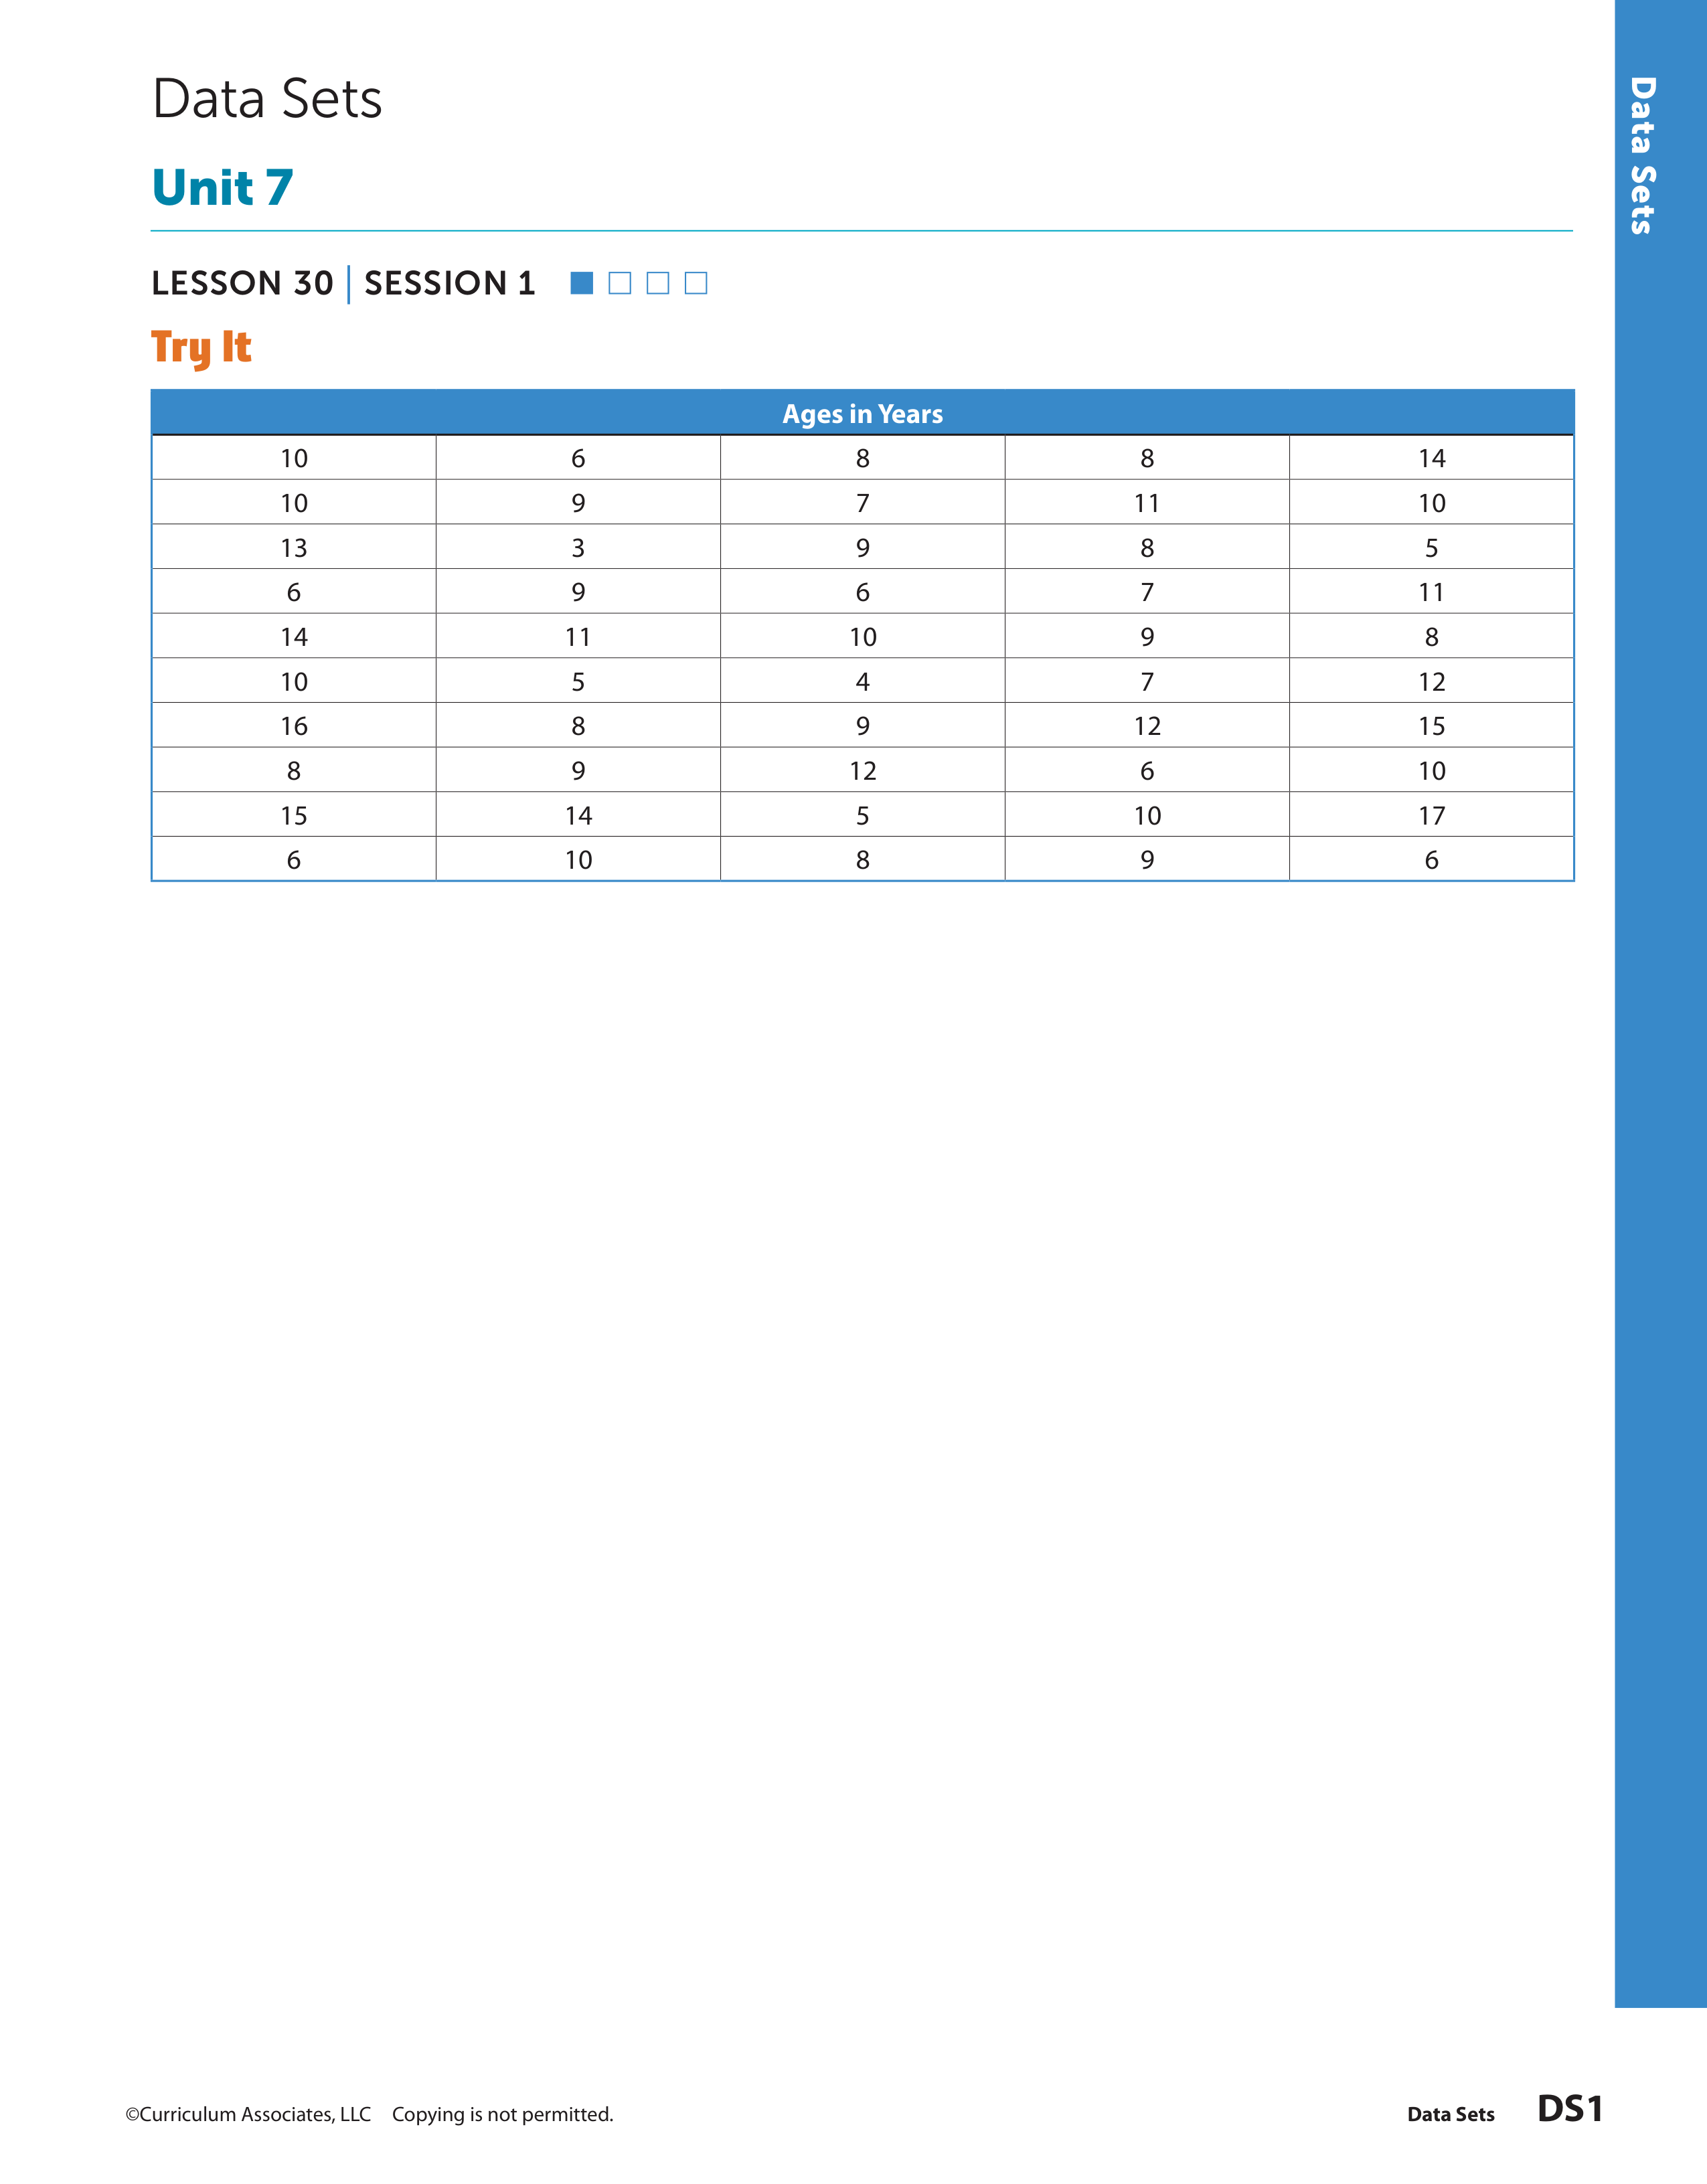 Data Sets
Unit 7
LESSON 30 | SESSION 1
Try It
Ages in Years
10 6 8 8 14
10 9 7 11 10
13 3 9 8 5
6 9 6 7 11
14 11 10 9 8
10 5 4 7 12
16 8 9 12 15
8 9 12 6 10
15 14 5 10 17
6 10 8 9 6
Data Sets
©Curriculum Associates, LLC Copying is not permitted.
Data Sets DS1